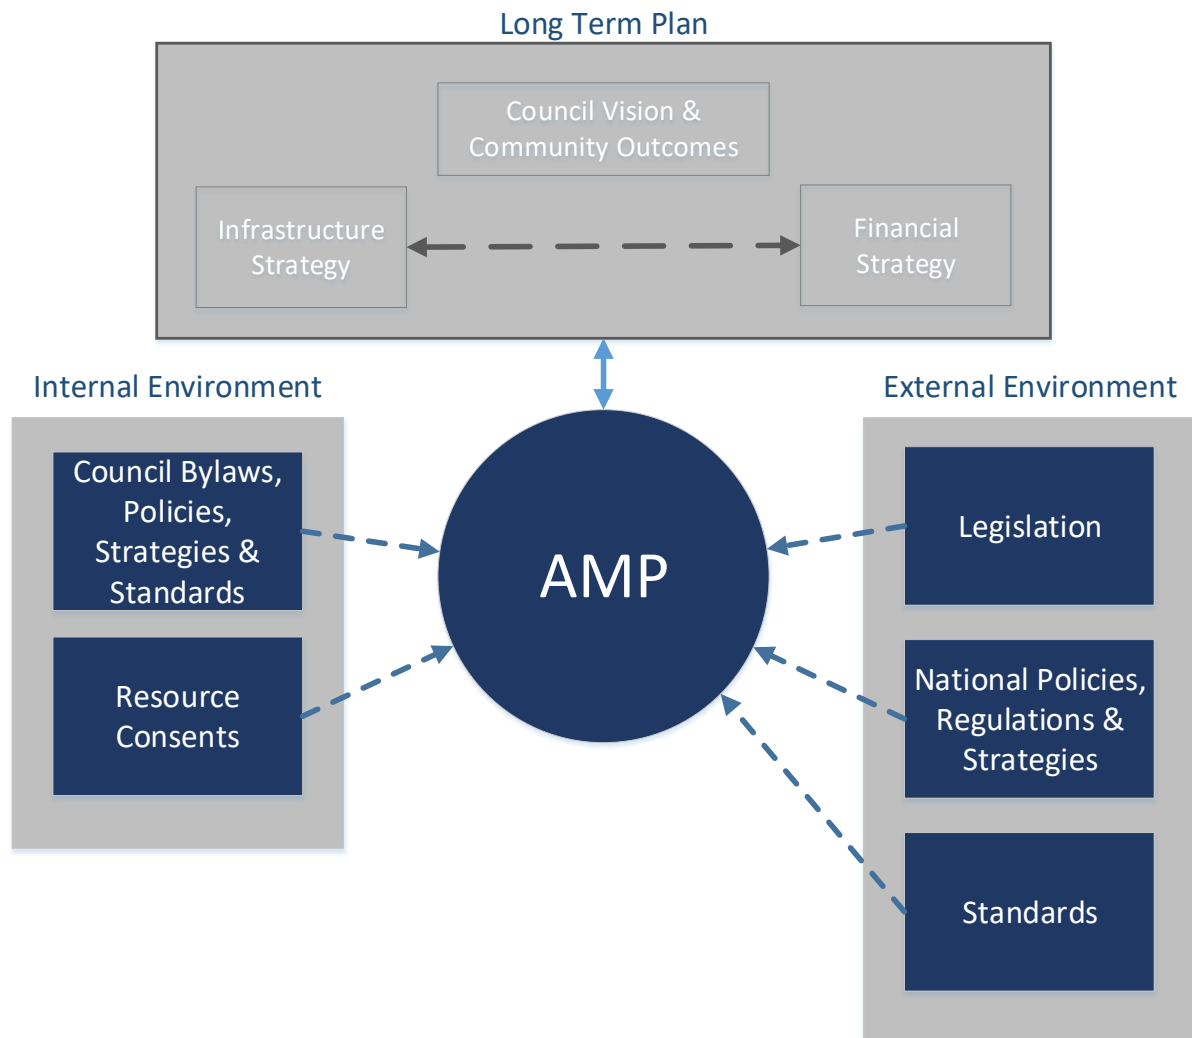 Long Term Plan
Council Vision &
Community Outcomes
Infrastructure
Strategy
Financial
Strategy
Internal Environment
Council Bylaws,
Policies,
Strategies &
Standards
Resource
Consents
AMP
External Environment
Legislation
National Policies,
Regulations &
Strategies
Standards